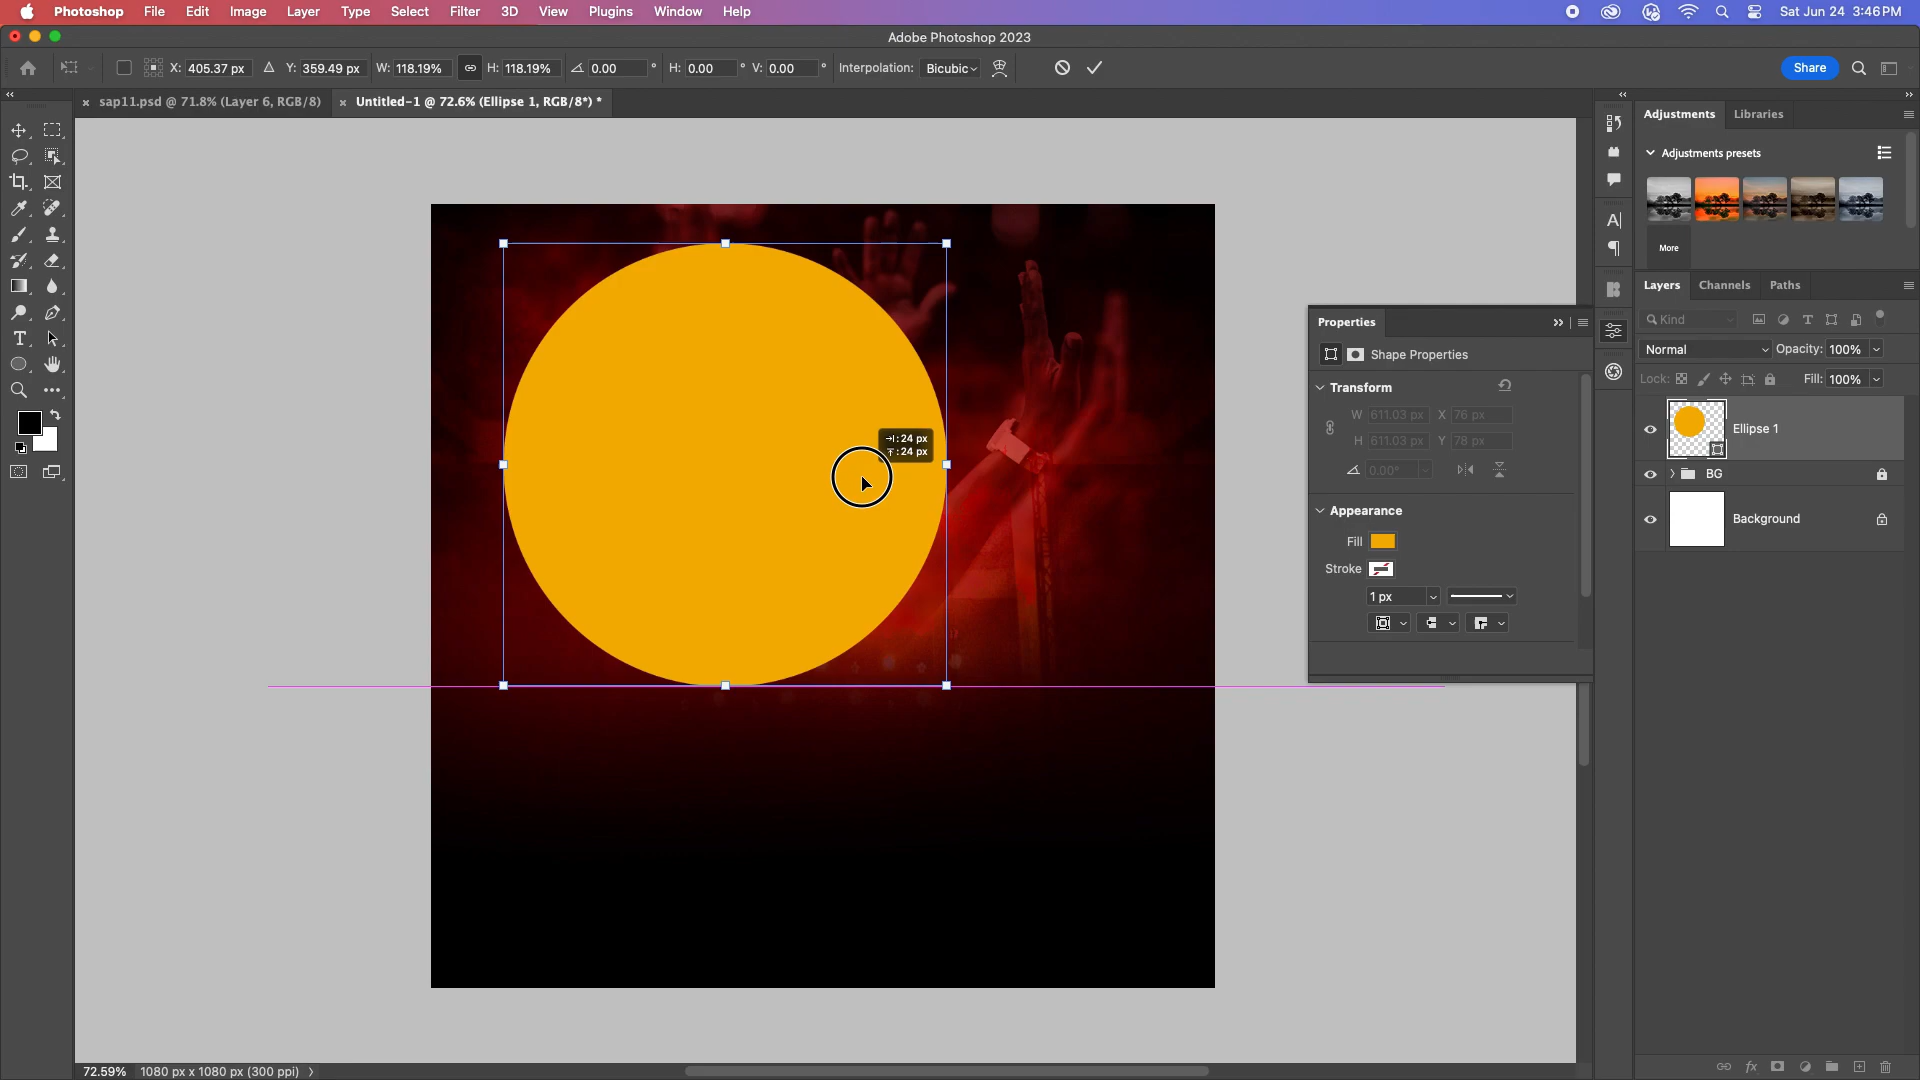 Photoshop File Edit Image Layer Type Select Filter 3D View Plugins Window Help Sat Jun 24 3:46 PM
Adobe Photoshop 2023
X: 405.37 px Y: 359.49 px W: 118.19% H: 118.19% 0.00 ° H: 0.00 ° V: 0.00 ° Interpolation: Bicubic Share
× sap11.psd @ 71.8% (Layer 6, RGB/8) × Untitled-1 @ 72.6% (Ellipse 1, RGB/8*) *
Adjustments Libraries
Adjustments presets
More
Layers Channels Paths
Kind
Normal Opacity: 100%
Lock: Fill: 100%
Ellipse 1
BG
Background
Properties
Shape Properties
Transform
W 611.03 px X 76 px
H 611.03 px Y 78 px
0.00°
Appearance
Fill
Stroke
1 px
: 24 px
: 24 px
72.59% 1080 px x 1080 px (300 ppi)